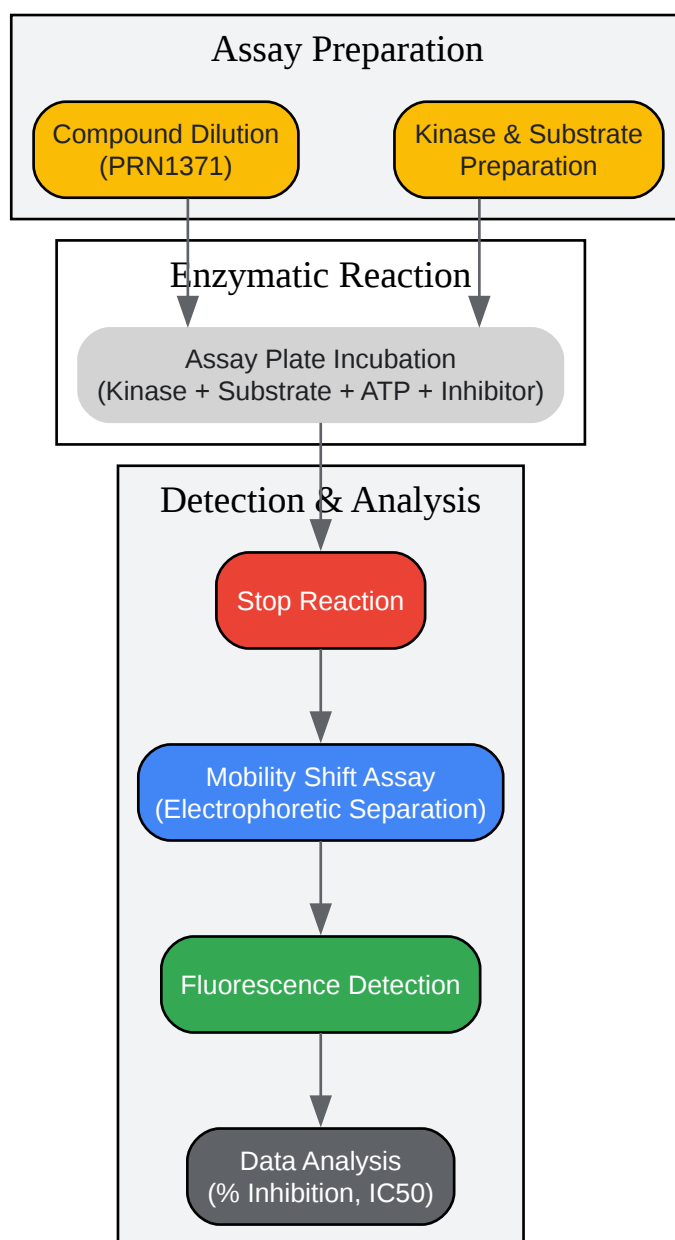 Assay Preparation
Compound Dilution
(PRN1371)
Kinase & Substrate
Preparation
Enzymatic Reaction
Assay Plate Incubation
(Kinase + Substrate + ATP + Inhibitor)
Detection & Analysis
Stop Reaction
Mobility Shift Assay
(Electrophoretic Separation)
Fluorescence Detection
Data Analysis
(% Inhibition, IC50)